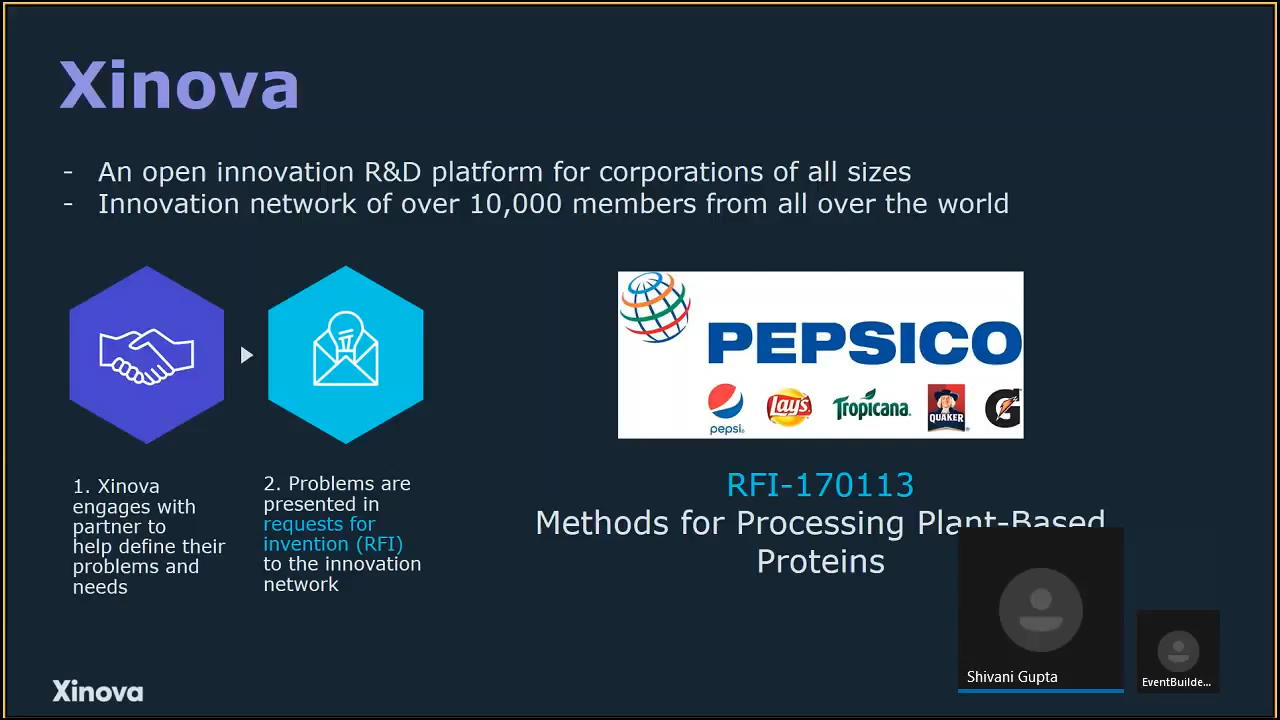 Xinova
- An open innovation R&D platform for corporations of all sizes
- Innovation network of over 10,000 members from all over the world
PEPSICO
pepsi
Lay's
Tropicana
QUAKER
G
1. Xinova
engages with
partner to
help define their
problems and
needs
2. Problems are
presented in
requests for
invention (RFI)
to the innovation
network
RFI-170113
Methods for Processing Plant-Based
Proteins
Shivani Gupta
EventBuilde...
Xinova